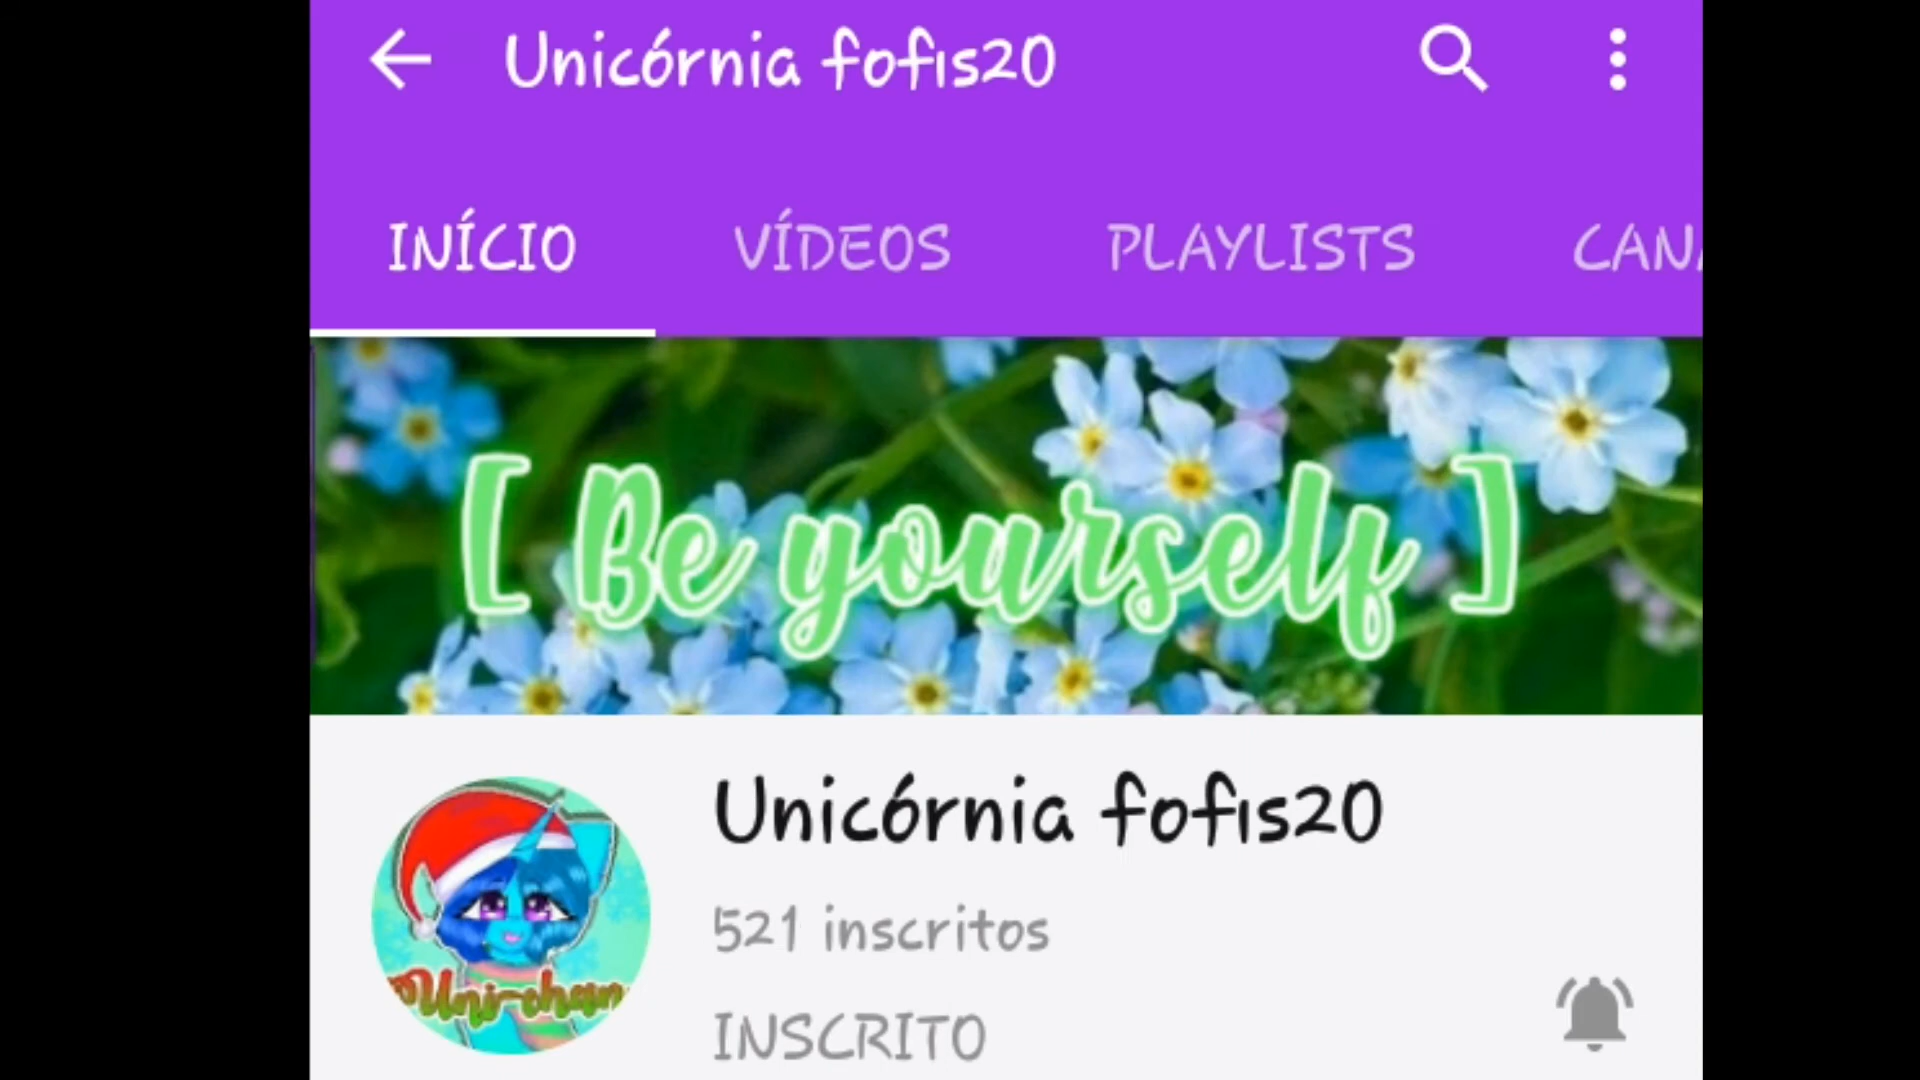 Unicórnia fofis20
INÍCIO VÍDEOS PLAYLISTS
[ Be yourself ]
Unicórnia fofis20
521 inscritos
Uni-chan
INSCRITO